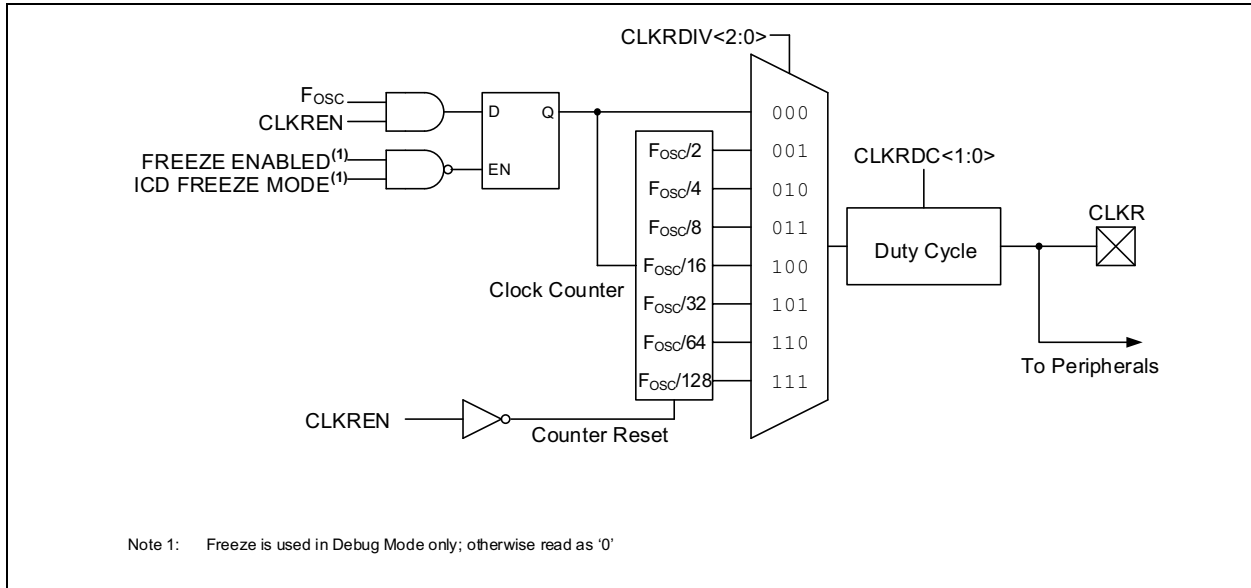 CLKRDIV<2:0>
FOSC
CLKREN
D
Q
000
FREEZE ENABLED(1)
ICD FREEZE MODE(1)
EN
FOSC/2
001
CLKRDC<1:0>
FOSC/4
010
FOSC/8
011
CLKR
Duty Cycle
FOSC/16
100
Clock Counter
FOSC/32
101
FOSC/64
110
To Peripherals
FOSC/128
111
CLKREN
Counter Reset
Note 1: Freeze is used in Debug Mode only; otherwise read as ‘0’